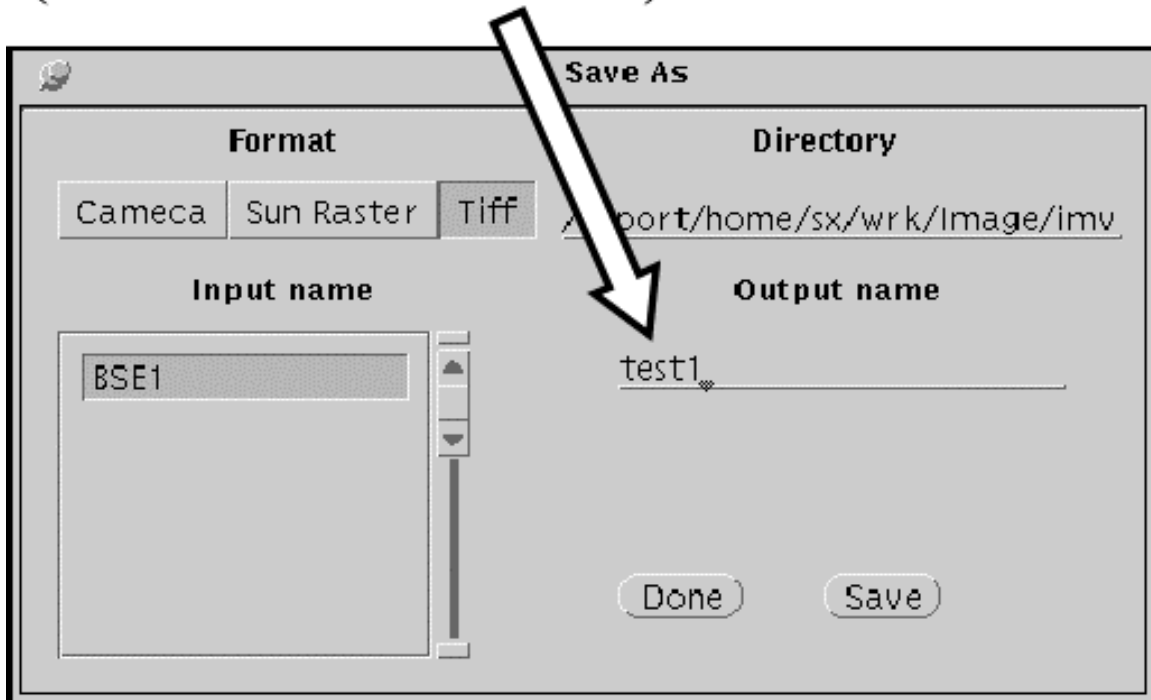 Save As
Format
Directory
Cameca Sun Raster Tiff
port/home/sx/wrk/Image/imv
Input name
Output name
BSE1
test1
Done Save